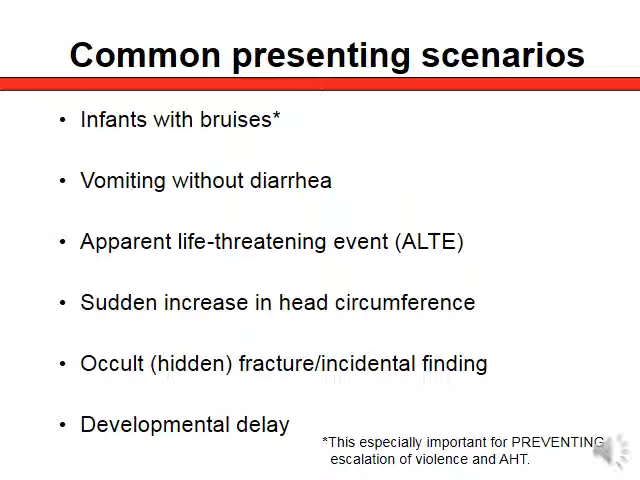 Common presenting scenarios
• Infants with bruises*
• Vomiting without diarrhea
• Apparent life-threatening event (ALTE)
• Sudden increase in head circumference
• Occult (hidden) fracture/incidental finding
• Developmental delay
*This especially important for PREVENTING
escalation of violence and AHT.